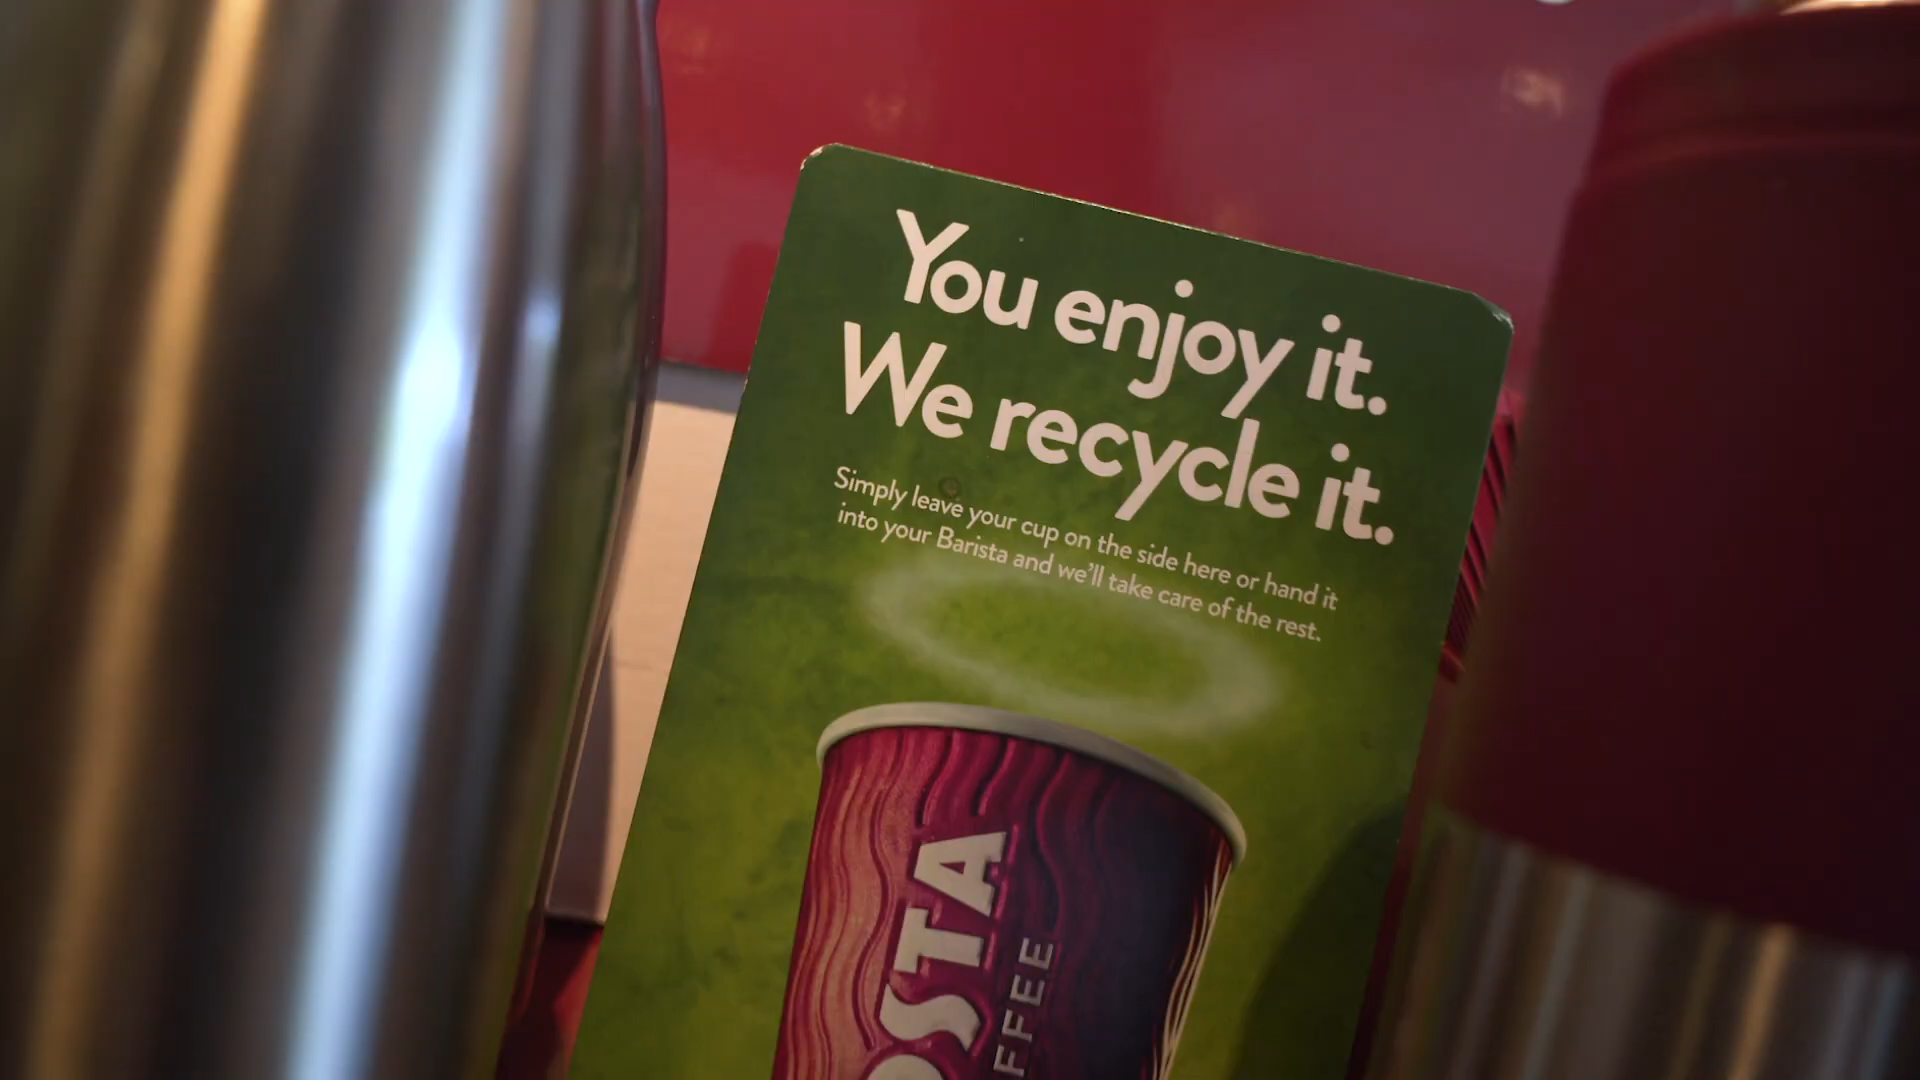 You enjoy it.
We recycle it.
Simply leave your cup on the side here or hand it
into your Barista and we'll take care of the rest.
OSTA
FFEE